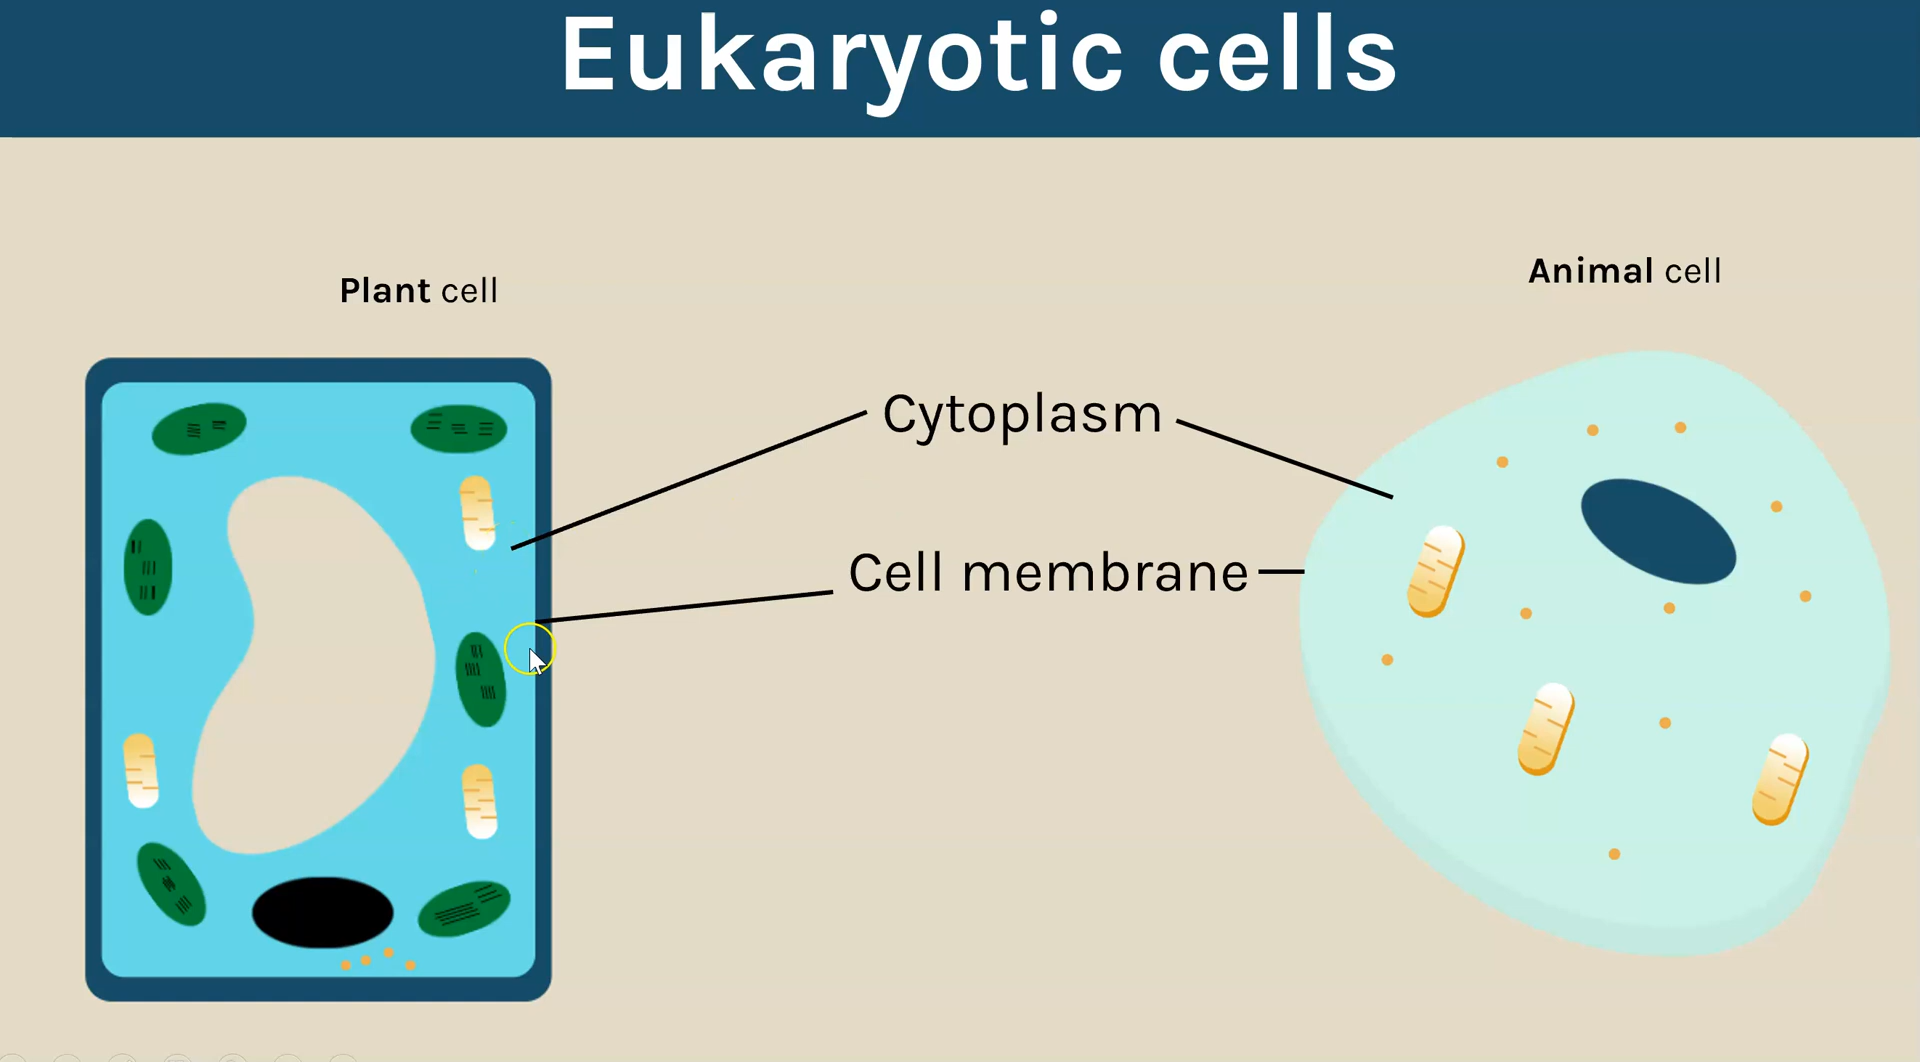 Eukaryotic cells
Plant cell
Animal cell
Cytoplasm
Cell membrane